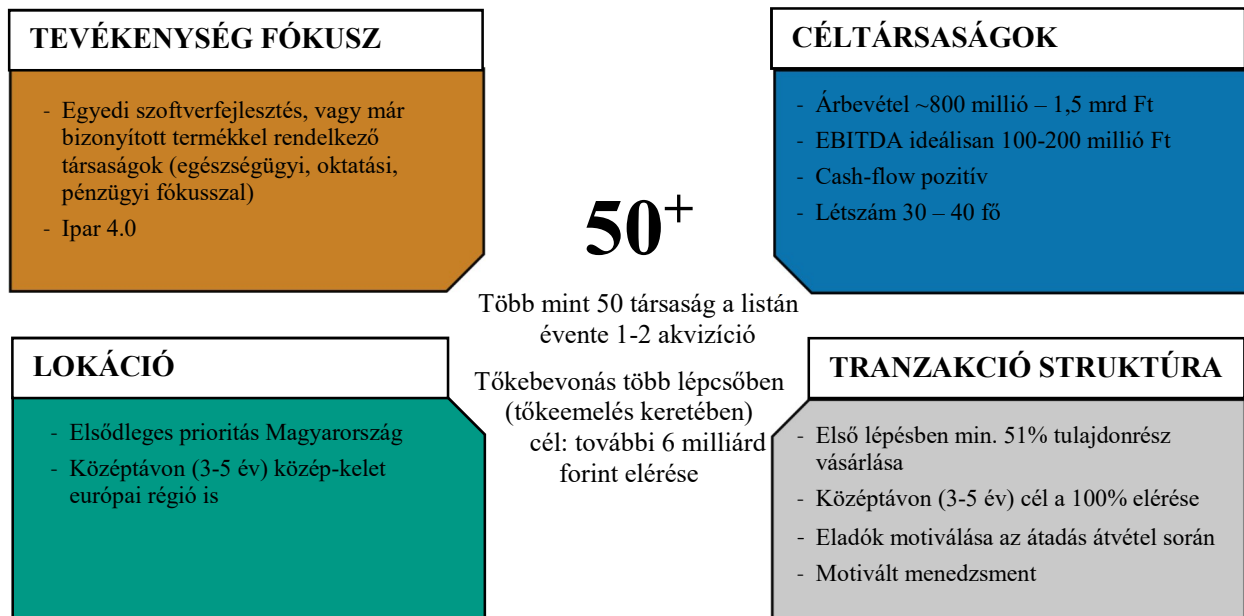 TEVÉKENYSÉG FÓKUSZ
- Egyedi szoftverfejlesztés, vagy már
bizonyított termékkel rendelkező
társaságok (egészségügyi, oktatási,
pénzügyi fókusszal)
- Ipar 4.0
CÉLTÁRSASÁGOK
- Árbevétel ~800 millió – 1,5 mrd Ft
- EBITDA ideálisan 100-200 millió Ft
- Cash-flow pozitív
- Létszám 30 – 40 fő
50+
Több mint 50 társaság a listán
évente 1-2 akvizíció
Tőkebevonás több lépcsőben
(tőkeemelés keretében)
cél: további 6 milliárd
forint elérése
LOKÁCIÓ
- Elsődleges prioritás Magyarország
- Középtávon (3-5 év) közép-kelet
európai régió is
TRANZAKCIÓ STRUKTÚRA
- Első lépésben min. 51% tulajdonrész
vásárlása
- Középtávon (3-5 év) cél a 100% elérése
- Eladók motiválása az átadás átvétel során
- Motivált menedzsment